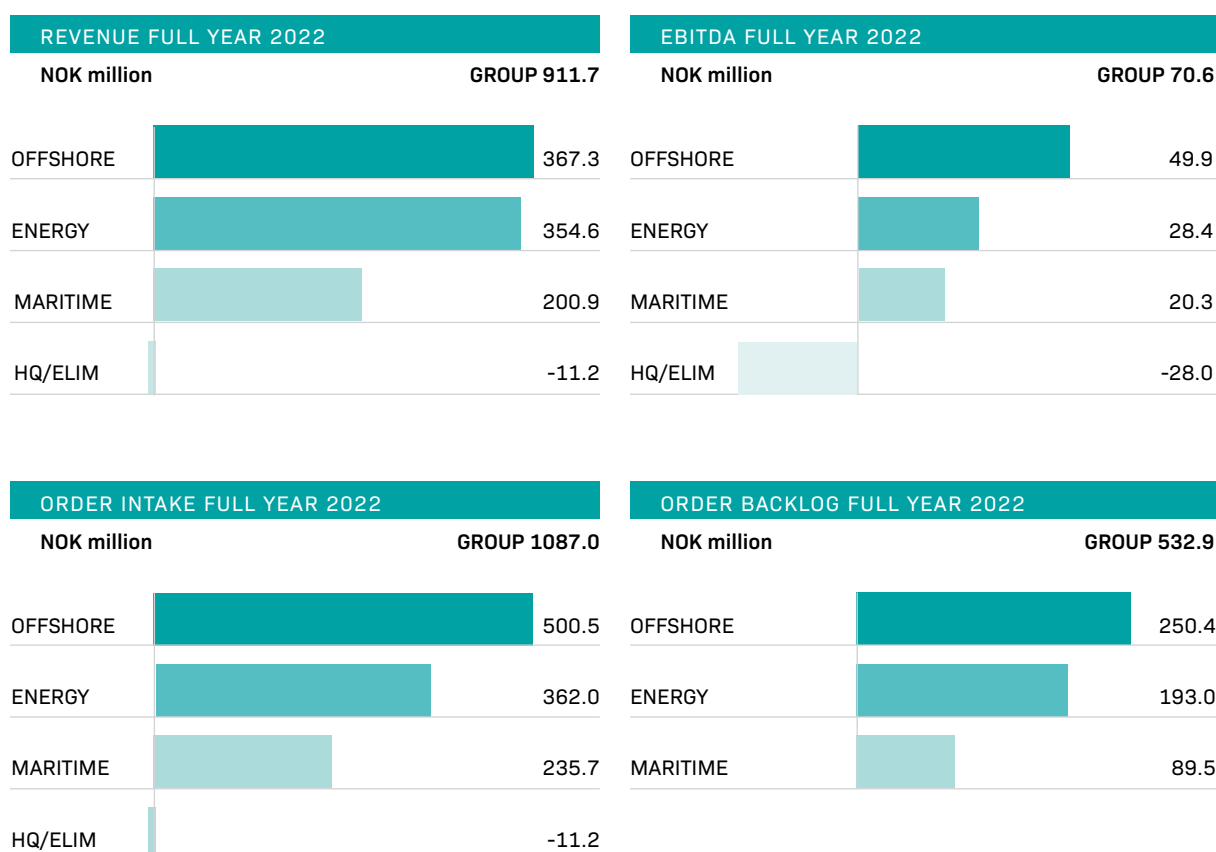 REVENUE FULL YEAR 2022
NOK million GROUP 911.7
OFFSHORE 367.3
ENERGY 354.6
MARITIME 200.9
HQ/ELIM -11.2
EBITDA FULL YEAR 2022
NOK million GROUP 70.6
OFFSHORE 49.9
ENERGY 28.4
MARITIME 20.3
HQ/ELIM -28.0
ORDER INTAKE FULL YEAR 2022
NOK million GROUP 1087.0
OFFSHORE 500.5
ENERGY 362.0
MARITIME 235.7
HQ/ELIM -11.2
ORDER BACKLOG FULL YEAR 2022
NOK million GROUP 532.9
OFFSHORE 250.4
ENERGY 193.0
MARITIME 89.5